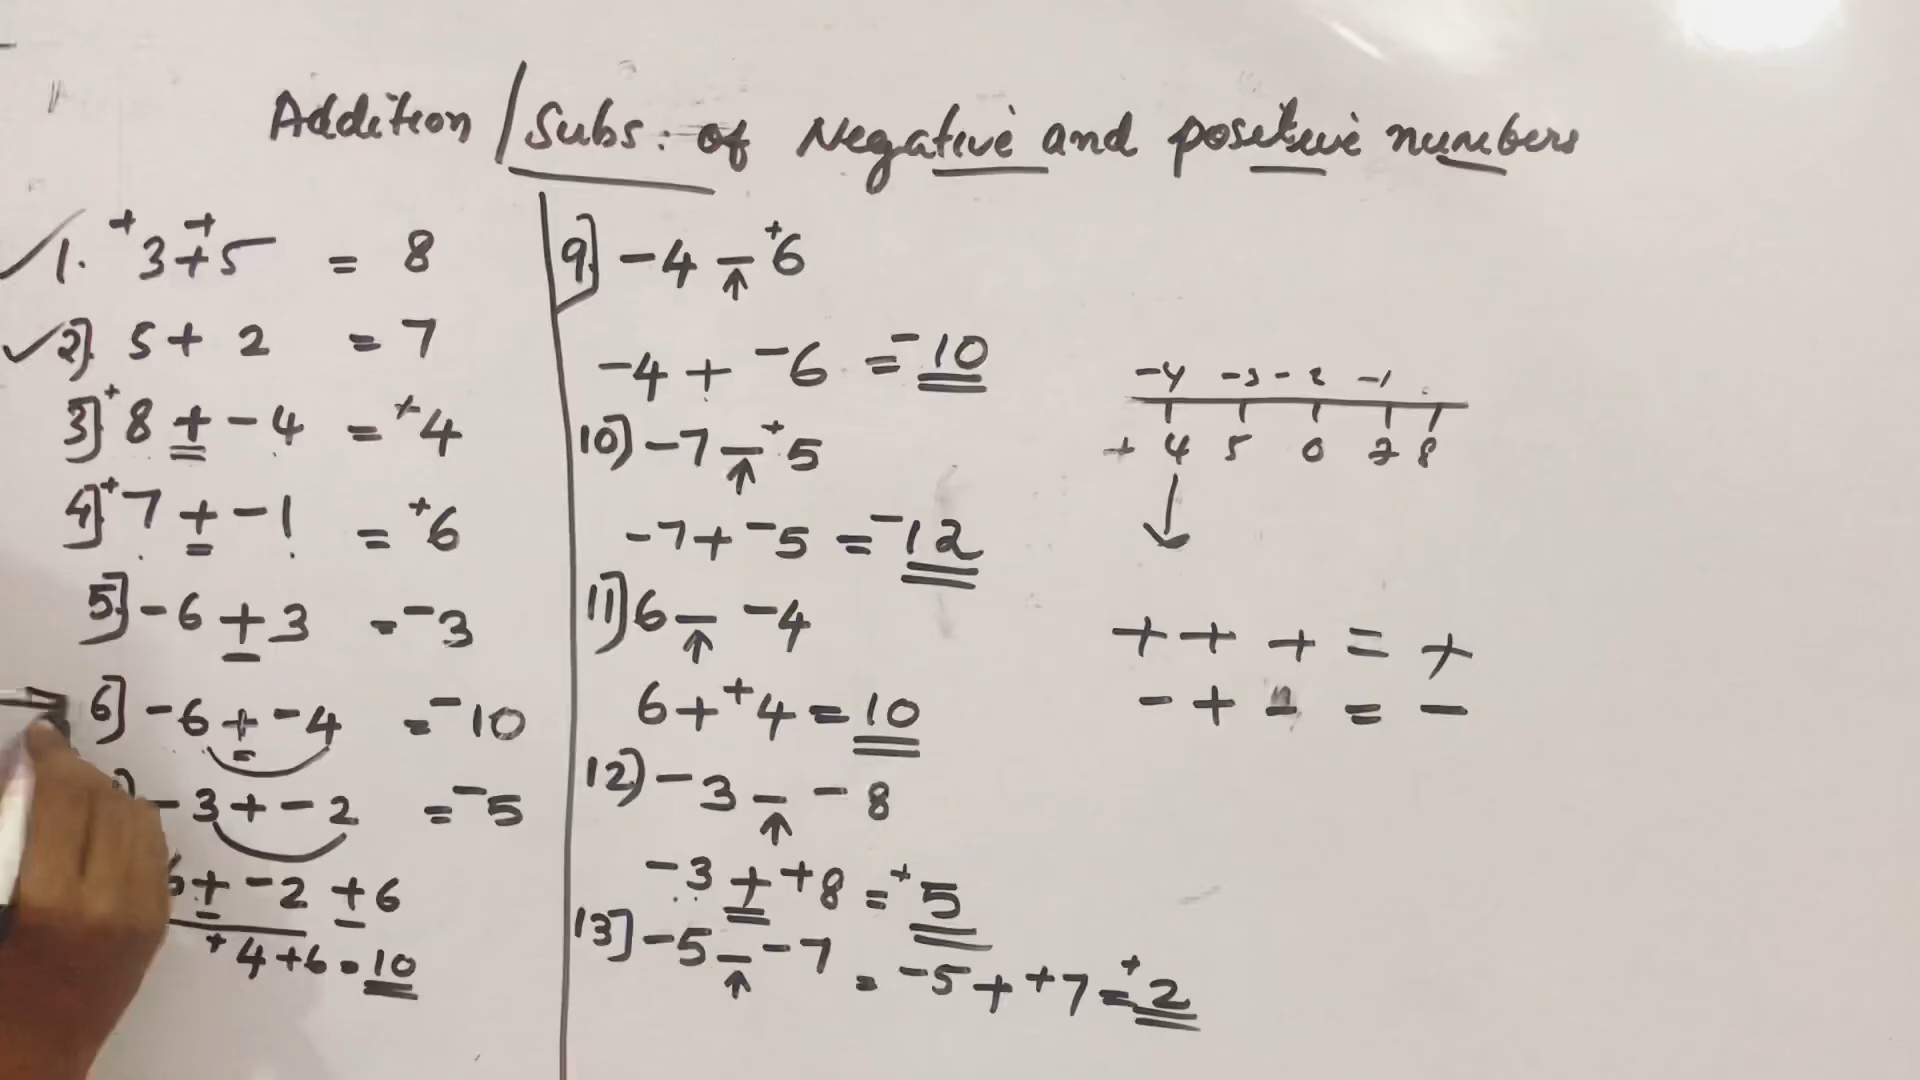 Addition / Subs: of Negative and positive numbers
1. +3 + +5 = 8
2] 5 + 2 = 7
3] +8 + -4 = +4
4] +7 + -1 = +6
5] -6 + 3 = -3
6] -6 + -4 = -10
) -3 + -2 = -5
6 + -2 + 6
+4 + 6 = 10
9] -4 - +6
-4 + -6 = -10
10) -7 - +5
-7 + -5 = -12
11) 6 - -4
6 + +4 = 10
12) -3 - -8
-3 + +8 = +5
13] -5 - -7 = -5 + +7 = +2
-4 -3 -2 -1
+ 4 5 0 2 8
+ + + = +
- + - = -